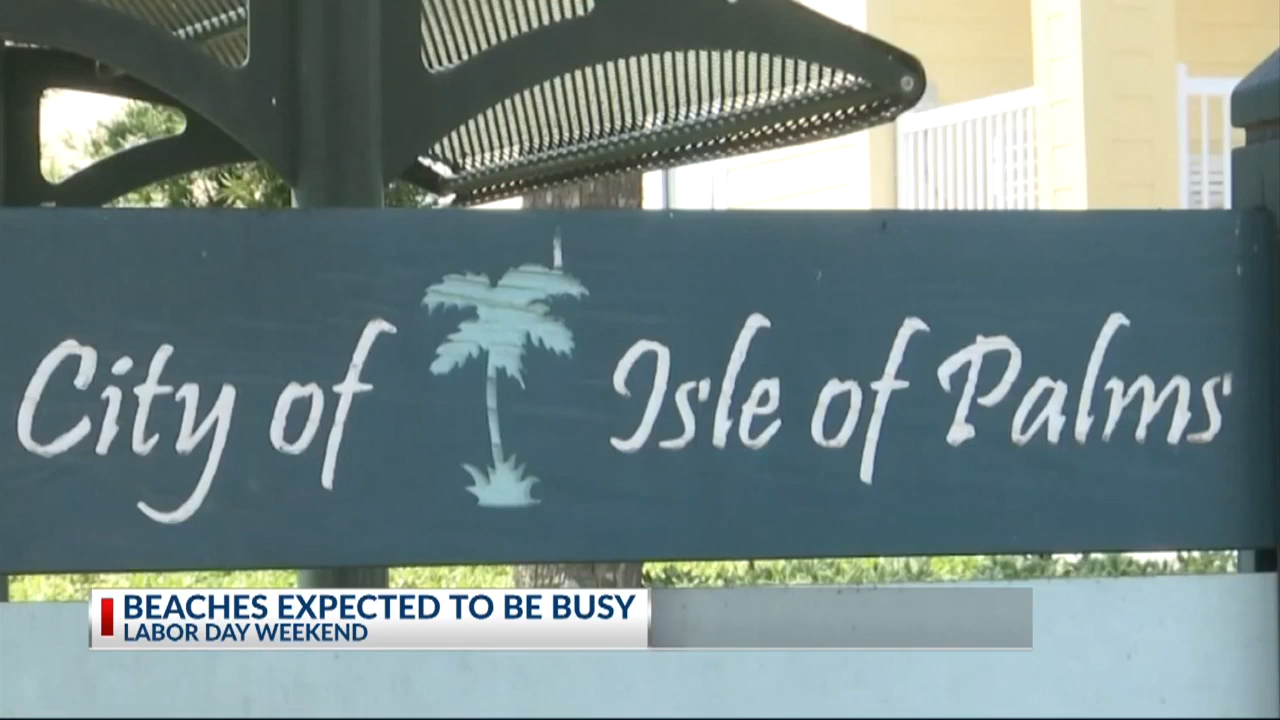 City of Isle of Palms
BEACHES EXPECTED TO BE BUSY
LABOR DAY WEEKEND